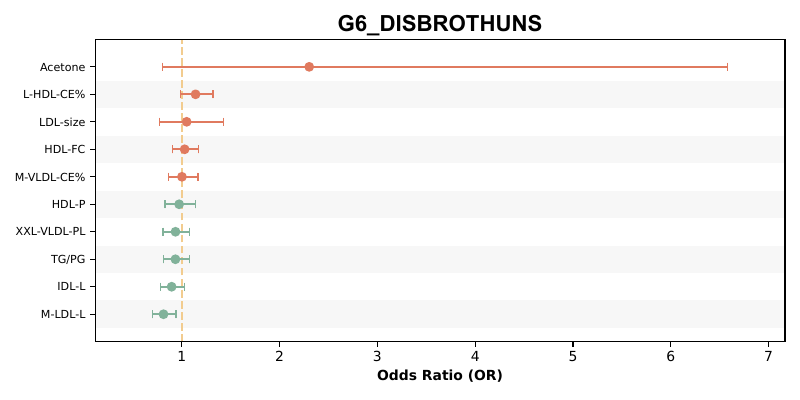 G6_DISBROTHUNS
Acetone
L-HDL-CE%
LDL-size
HDL-FC
M-VLDL-CE%
HDL-P
XXL-VLDL-PL
TG/PG
IDL-L
M-LDL-L
1 2 3 4 5 6 7
Odds Ratio (OR)